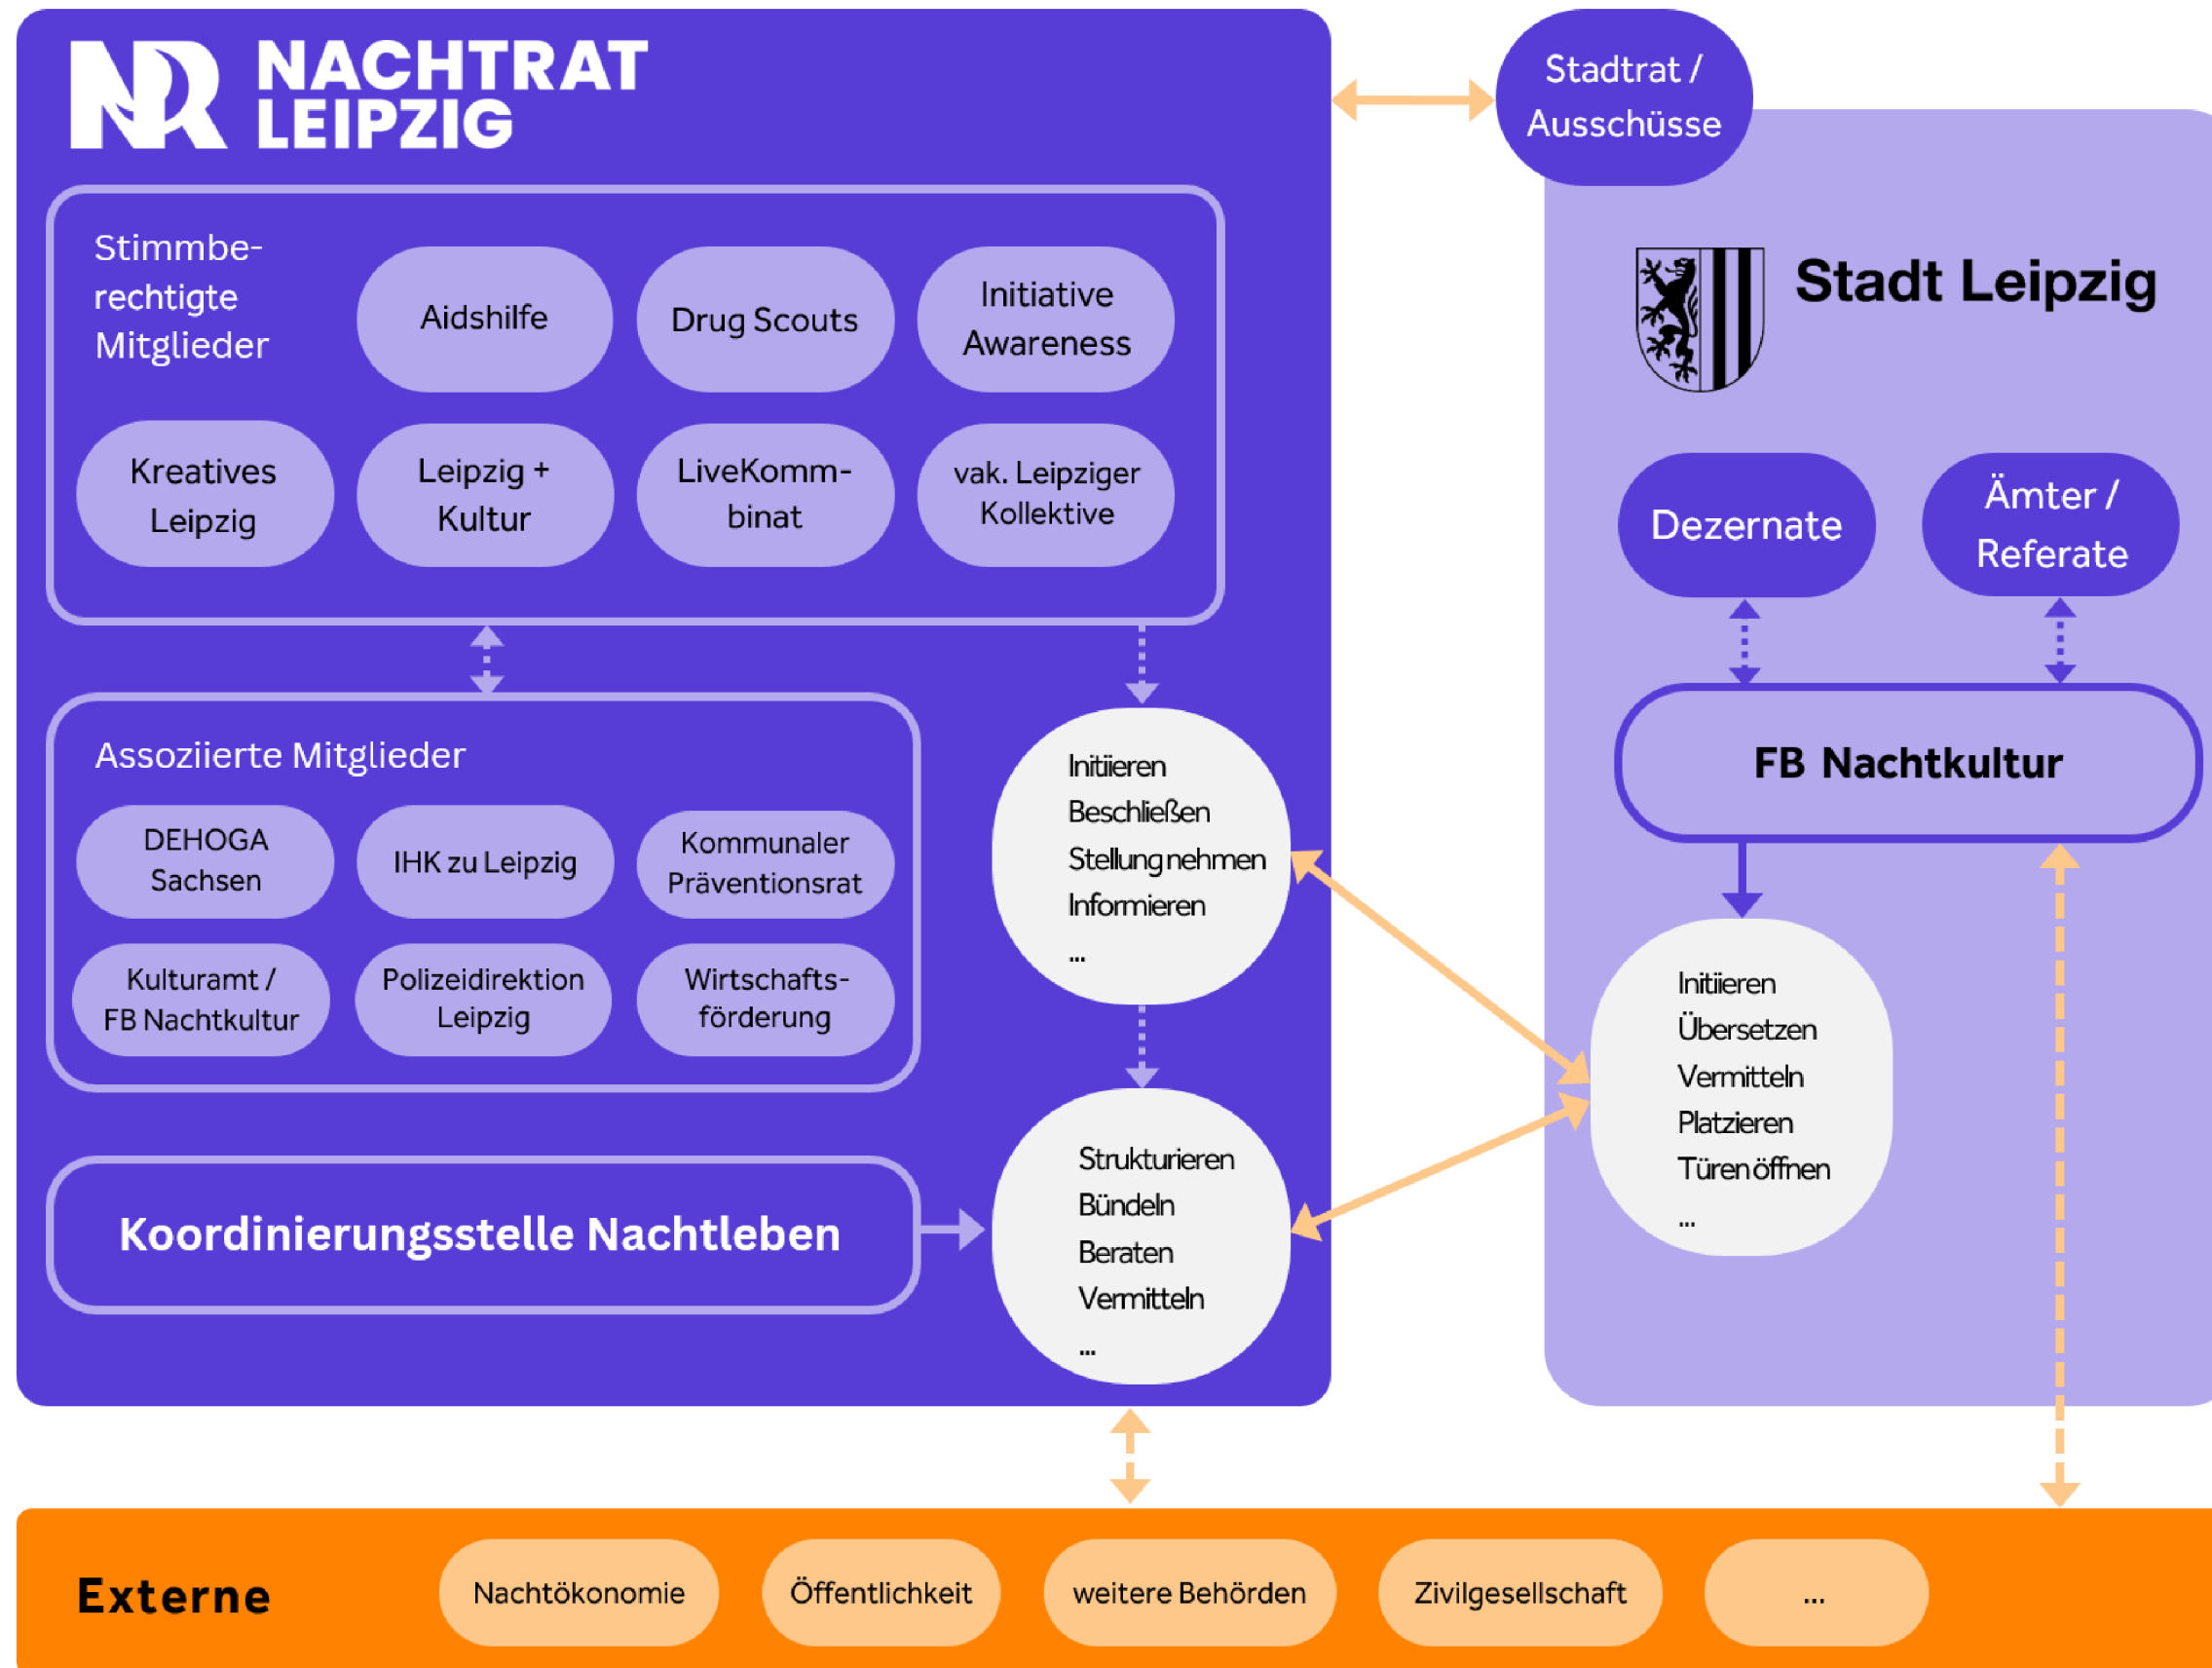 NR
NACHTRAT
LEIPZIG
Stimmbe-
rechtigte
Mitglieder
Aidshilfe
Drug Scouts
Initiative
Awareness
Kreatives
Leipzig
Leipzig +
Kultur
LiveKomm-
binat
vak. Leipziger
Kollektive
Assoziierte Mitglieder
DEHOGA
Sachsen
IHK zu Leipzig
Kommunaler
Präventionsrat
Kulturamt /
FB Nachtkultur
Polizeidirektion
Leipzig
Wirtschafts-
förderung
Koordinierungsstelle Nachtleben
Initiieren
Beschließen
Stellung nehmen
Informieren
...
Strukturieren
Bündeln
Beraten
Vermitteln
...
Stadtrat /
Ausschüsse
Stadt Leipzig
Dezernate
Ämter /
Referate
FB Nachtkultur
Initiieren
Übersetzen
Vermitteln
Platzieren
Türen öffnen
...
Externe
Nachtökonomie
Öffentlichkeit
weitere Behörden
Zivilgesellschaft
...